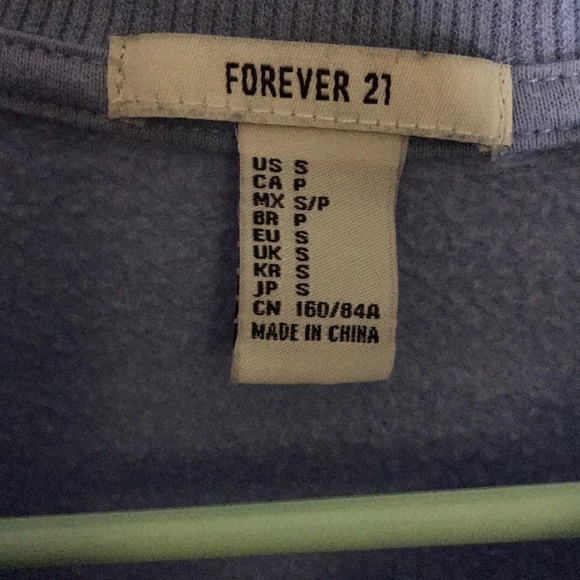 FOREVER 21
US S
CA P
MX S/P
BR P
EU S
UK S
KR S
JP S
CN 160/84A
MADE IN CHINA